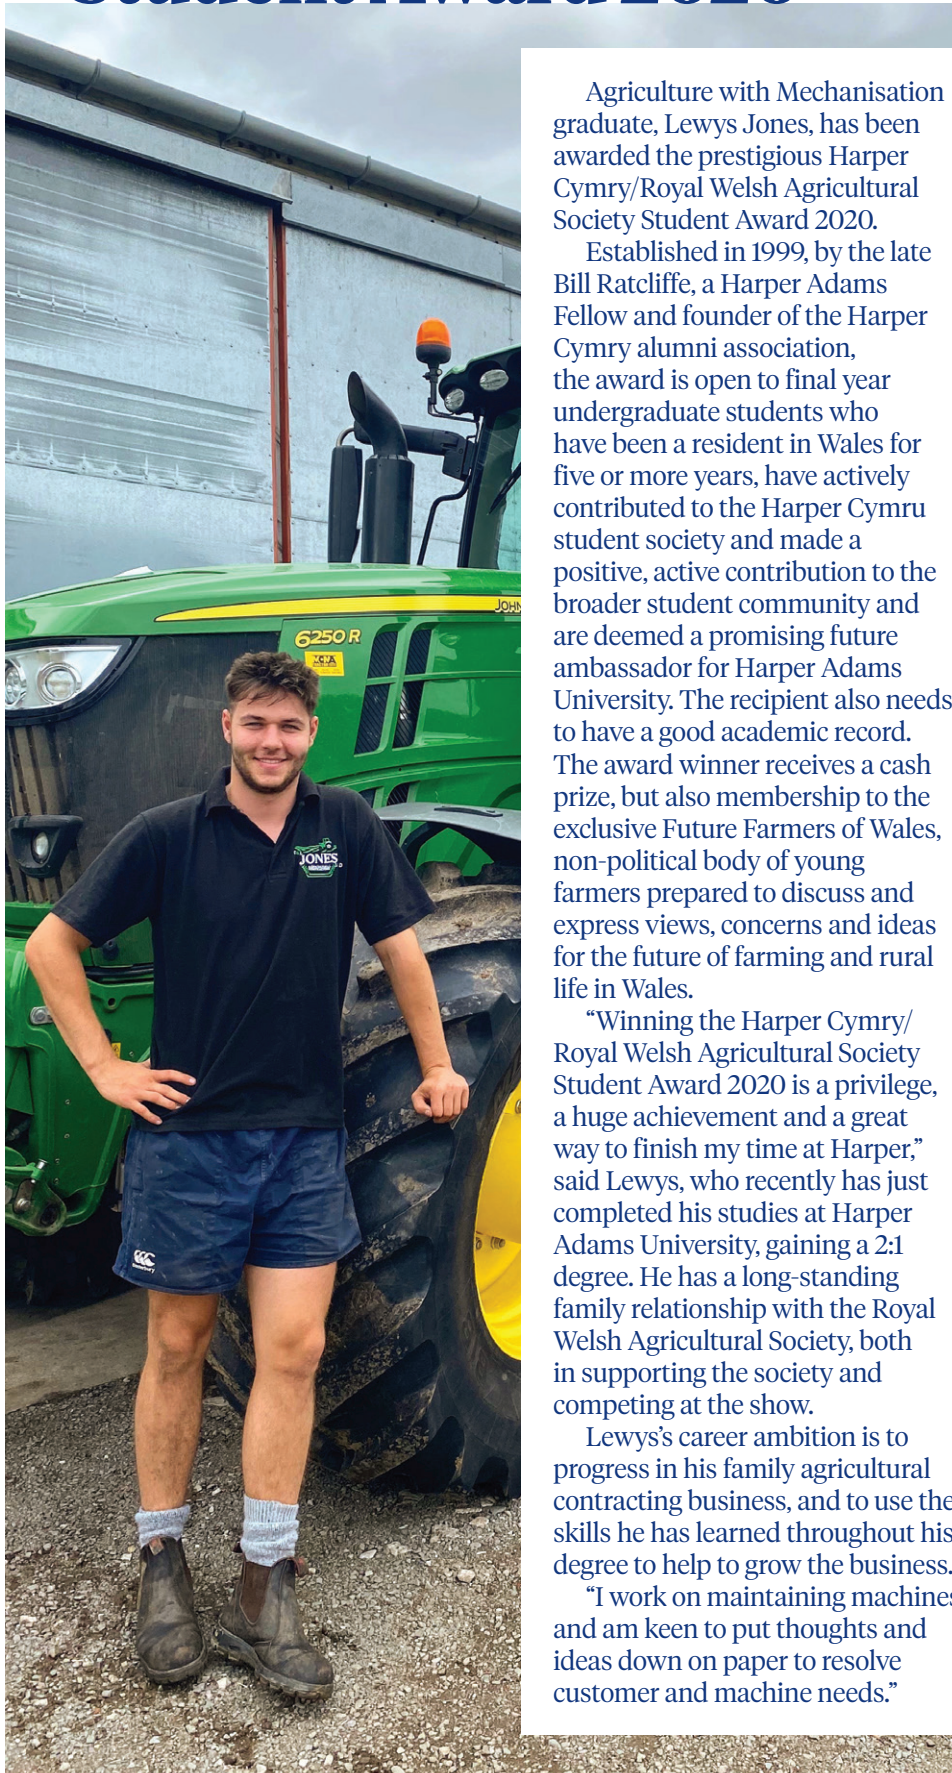 Student Award 2020
Agriculture with Mechanisation
graduate, Lewys Jones, has been
awarded the prestigious Harper
Cymry/Royal Welsh Agricultural
Society Student Award 2020.
Established in 1999, by the late
Bill Ratcliffe, a Harper Adams
Fellow and founder of the Harper
Cymry alumni association,
the award is open to final year
undergraduate students who
have been a resident in Wales for
five or more years, have actively
contributed to the Harper Cymru
student society and made a
positive, active contribution to the
broader student community and
are deemed a promising future
ambassador for Harper Adams
University. The recipient also needs
to have a good academic record.
The award winner receives a cash
prize, but also membership to the
exclusive Future Farmers of Wales,
non-political body of young
farmers prepared to discuss and
express views, concerns and ideas
for the future of farming and rural
life in Wales.
“Winning the Harper Cymry/
Royal Welsh Agricultural Society
Student Award 2020 is a privilege,
a huge achievement and a great
way to finish my time at Harper,”
said Lewys, who recently has just
completed his studies at Harper
Adams University, gaining a 2:1
degree. He has a long-standing
family relationship with the Royal
Welsh Agricultural Society, both
in supporting the society and
competing at the show.
Lewys’s career ambition is to
progress in his family agricultural
contracting business, and to use the
skills he has learned throughout his
degree to help to grow the business.
“I work on maintaining machines
and am keen to put thoughts and
ideas down on paper to resolve
customer and machine needs.”
JOHN
6250 R
JONES
Canterbury